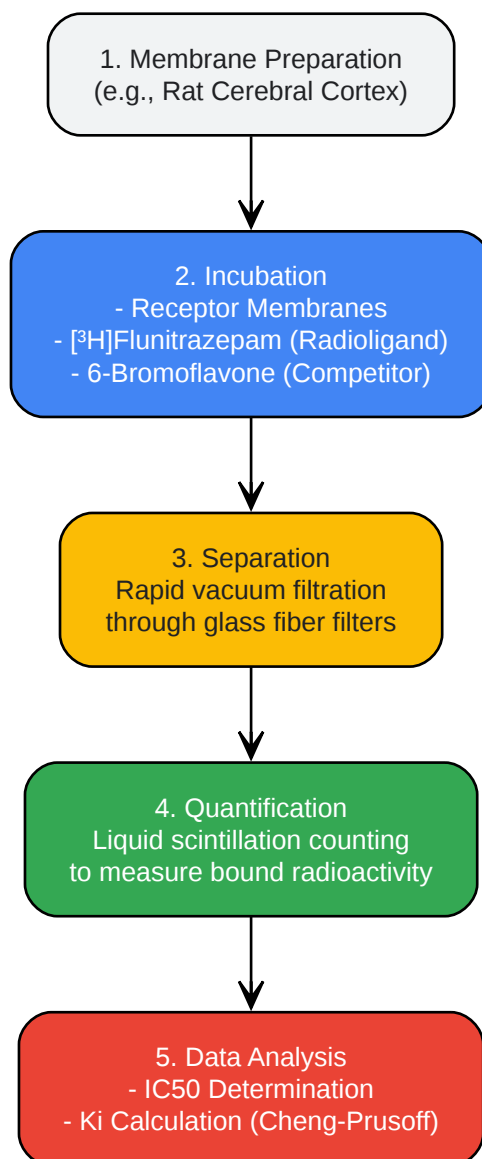 1. Membrane Preparation
(e.g., Rat Cerebral Cortex)
2. Incubation
- Receptor Membranes
- [³H]Flunitrazepam (Radioligand)
- 6-Bromoflavone (Competitor)
3. Separation
Rapid vacuum filtration
through glass fiber filters
4. Quantification
Liquid scintillation counting
to measure bound radioactivity
5. Data Analysis
- IC50 Determination
- Ki Calculation (Cheng-Prusoff)